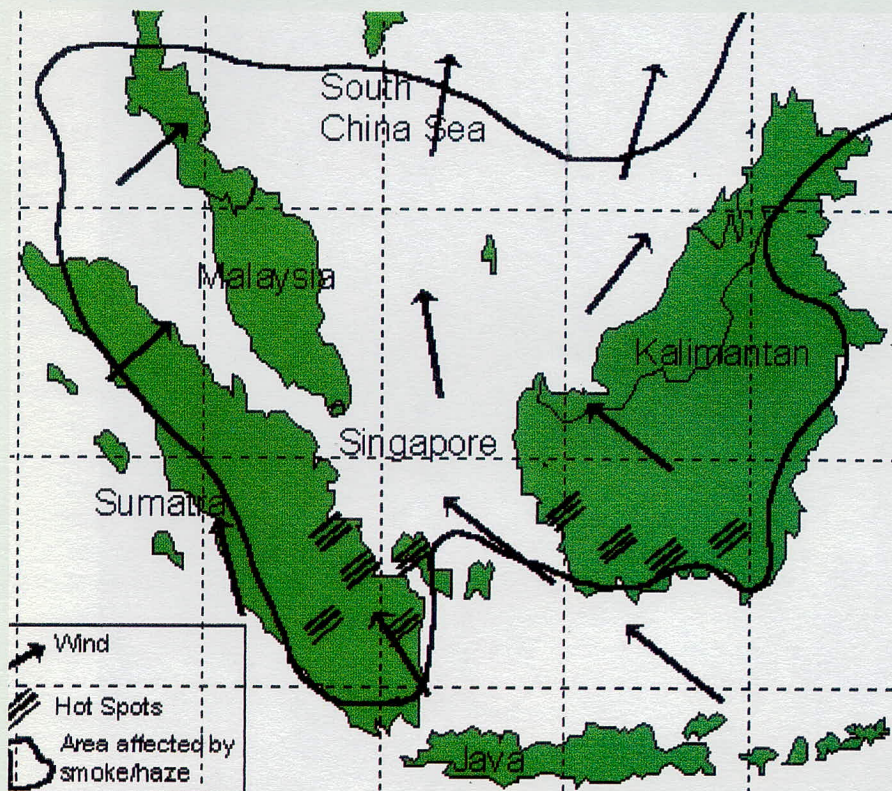 South
China Sea
Malaysia
Kalimantan
Singapore
Sumatra
Wind
Hot Spots
Area affected by
smoke/haze
Java